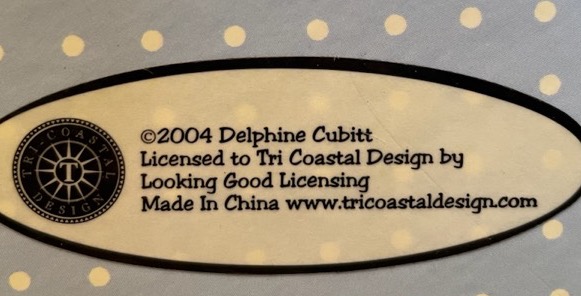 TRI-COASTAL
T
DESIGN
©2004 Delphine Cubitt
Licensed to Tri Coastal Design by
Looking Good Licensing
Made In China www.tricoastaldesign.com